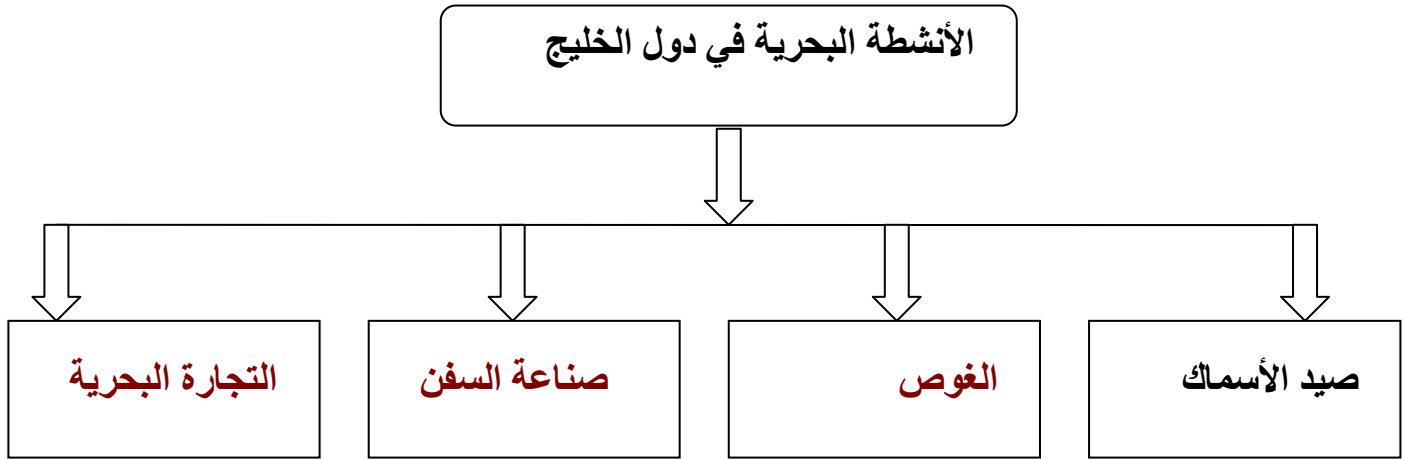 الأنشطة البحرية في دول الخليج
صيد الأسماك
الغوص
صناعة السفن
التجارة البحرية